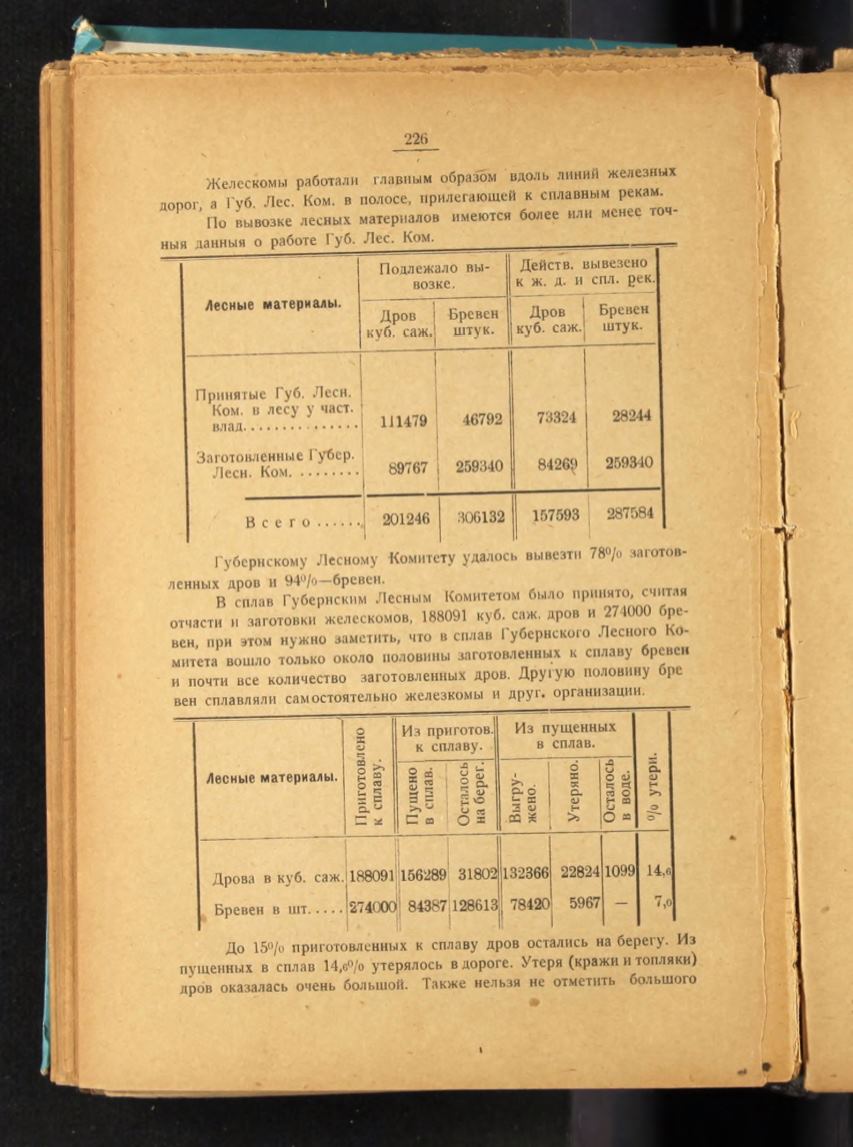 226
Желескомы работали главным образом вдоль линий железных
дорог, а Губ. Лес. Ком. в полосе, прилегающей к сплавным рекам.
По вывозке лесных материалов имеются более или менее точ-
ныя данныя о работе Губ. Лес. Ком.
Лесные материалы.
Подлежало вы-
возке.
Действ. вывезено
к ж. д. и спл. рек.
Дров
куб. саж.
Бревен
штук.
Дров
куб. саж.
Бревен
штук.
Принятые Губ. Лесн.
Ком. в лесу у част.
влад. . . . . . . . . . . . . . . 111479 46792 73324 28244
Заготовленные Губер.
Лесн. Ком. . . . . . . . . 89767 259340 84269 259340
Всего . . . . . . 201246 306132 157593 287584
Губернскому Лесному Комитету удалось вывезти 78% заготов-
ленных дров и 94%—бревен.
В сплав Губернским Лесным Комитетом было принято, считая
отчасти и заготовки желескомов, 188091 куб. саж. дров и 274000 бре-
вен, при этом нужно заметить, что в сплав Губернского Лесного Ко-
митета вошло только около половины заготовленных к сплаву бревен
и почти все количество заготовленных дров. Другую половину бре
вен сплавляли самостоятельно железкомы и друг. организации.
Лесные материалы.
Приготовлено
к сплаву.
Из приготов.
к сплаву.
Из пущенных
в сплав.
Пущено
в сплав.
Осталось
на берег.
Выгру-
жено.
Утеряно.
Осталось
в воде.
% утери.
Дрова в куб. саж. 188091 156289 31802 132366 22824 1099 14,6
Бревен в шт. . . . . 274000 84387 128613 78420 5967 — 7,0
До 15% приготовленных к сплаву дров остались на берегу. Из
пущенных в сплав 14,6% утерялось в дороге. Утеря (кражи и топляки)
дров оказалась очень большой. Также нельзя не отметить большого